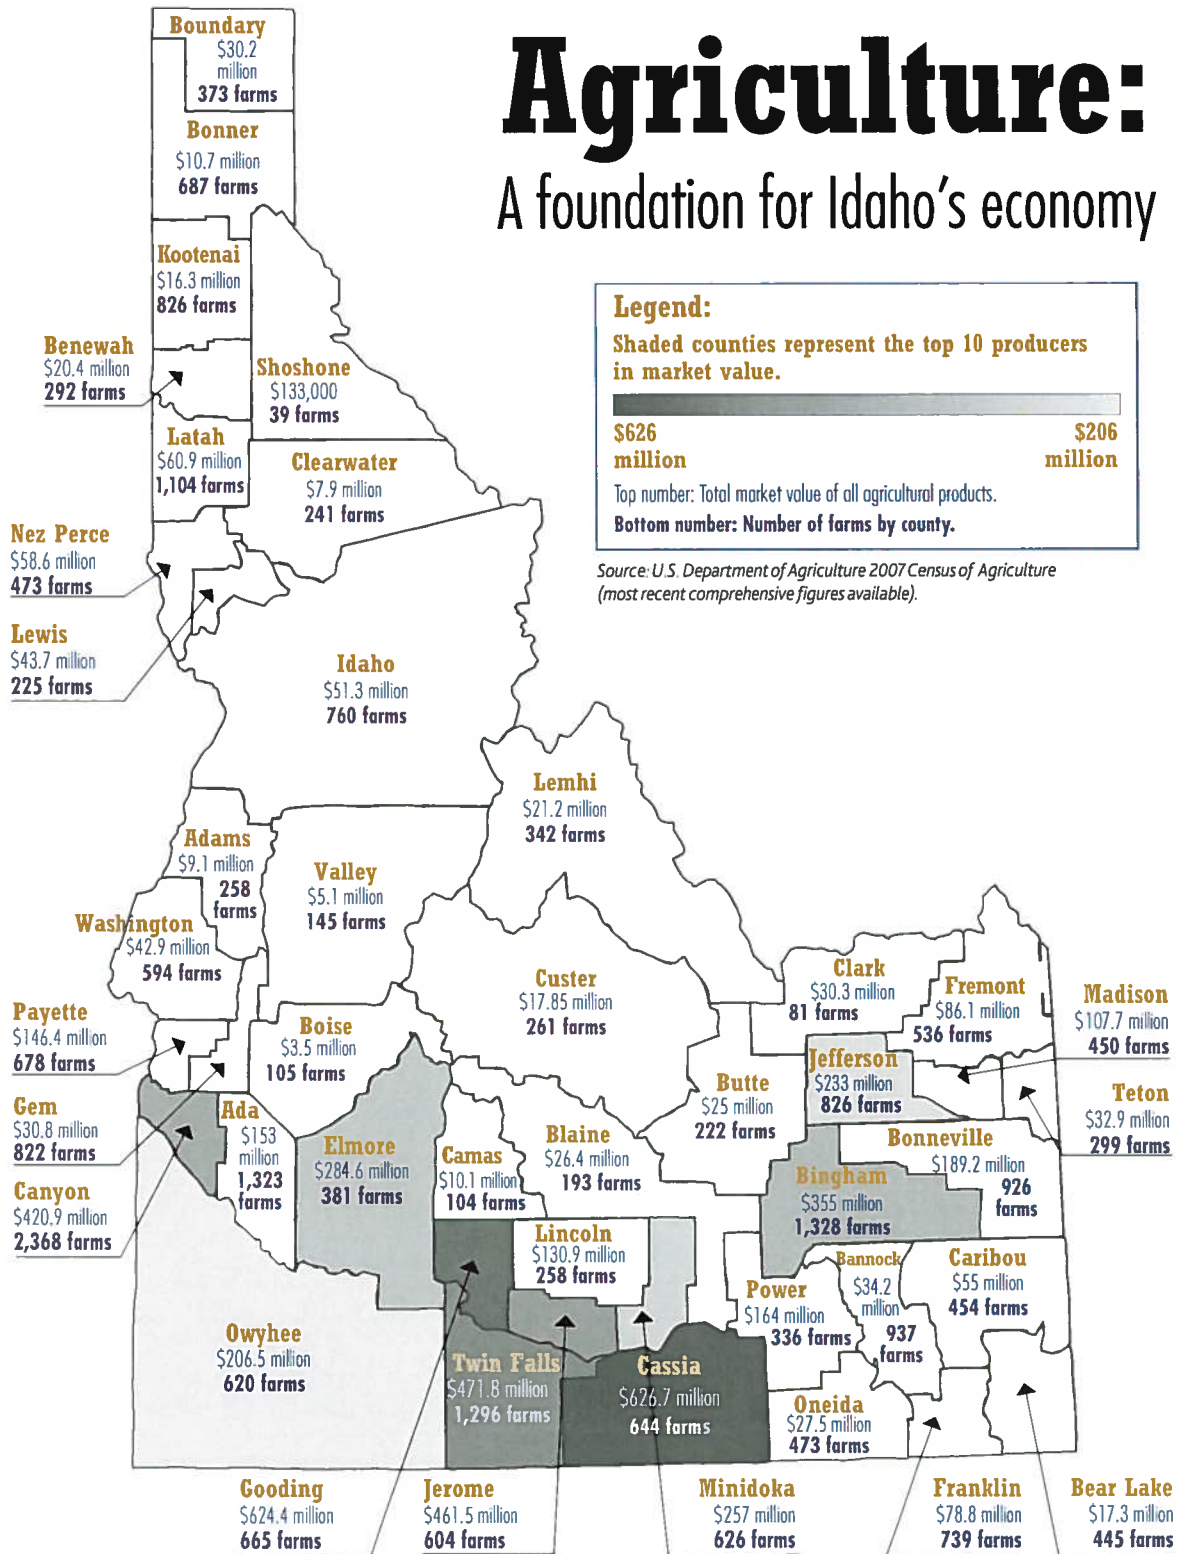 Agriculture:
A foundation for Idaho's economy
Boundary
$30.2
million
373 farms
Bonner
$10.7 million
687 farms
Kootenai
$16.3 million
826 farms
Legend:
Shaded counties represent the top 10 producers
in market value.
$626
million
$206
million
Top number: Total market value of all agricultural products.
Bottom number: Number of farms by county.
Source: U.S. Department of Agriculture 2007 Census of Agriculture
(most recent comprehensive figures available).
Benewah
$20.4 million
292 farms
Shoshone
$133,000
39 farms
Latah
$60.9 million
1,104 farms
Clearwater
$7.9 million
241 farms
Nez Perce
$58.6 million
473 farms
Lewis
$43.7 million
225 farms
Idaho
$51.3 million
760 farms
Lemhi
$21.2 million
342 farms
Adams
$9.1 million
258
farms
Valley
$5.1 million
145 farms
Washington
$42.9 million
594 farms
Custer
$17.85 million
261 farms
Clark
$30.3 million
81 farms
Fremont
$86.1 million
536 farms
Madison
$107.7 million
450 farms
Payette
$146.4 million
678 farms
Boise
$3.5 million
105 farms
Jefferson
$233 million
826 farms
Butte
$25 million
222 farms
Teton
$32.9 million
299 farms
Gem
$30.8 million
822 farms
Ada
$153
million
1,323
farms
Elmore
$284.6 million
381 farms
Camas
$10.1 million
104 farms
Blaine
$26.4 million
193 farms
Bonneville
$189.2 million
926
farms
Bingham
$355 million
1,328 farms
Canyon
$420.9 million
2,368 farms
Lincoln
$130.9 million
258 farms
Bannock
$34.2
million
937
farms
Caribou
$55 million
454 farms
Power
$164 million
336 farms
Owyhee
$206.5 million
620 farms
Twin Falls
$471.8 million
1,296 farms
Cassia
$626.7 million
644 farms
Oneida
$27.5 million
473 farms
Gooding
$624.4 million
665 farms
Jerome
$461.5 million
604 farms
Minidoka
$257 million
626 farms
Franklin
$78.8 million
739 farms
Bear Lake
$17.3 million
445 farms